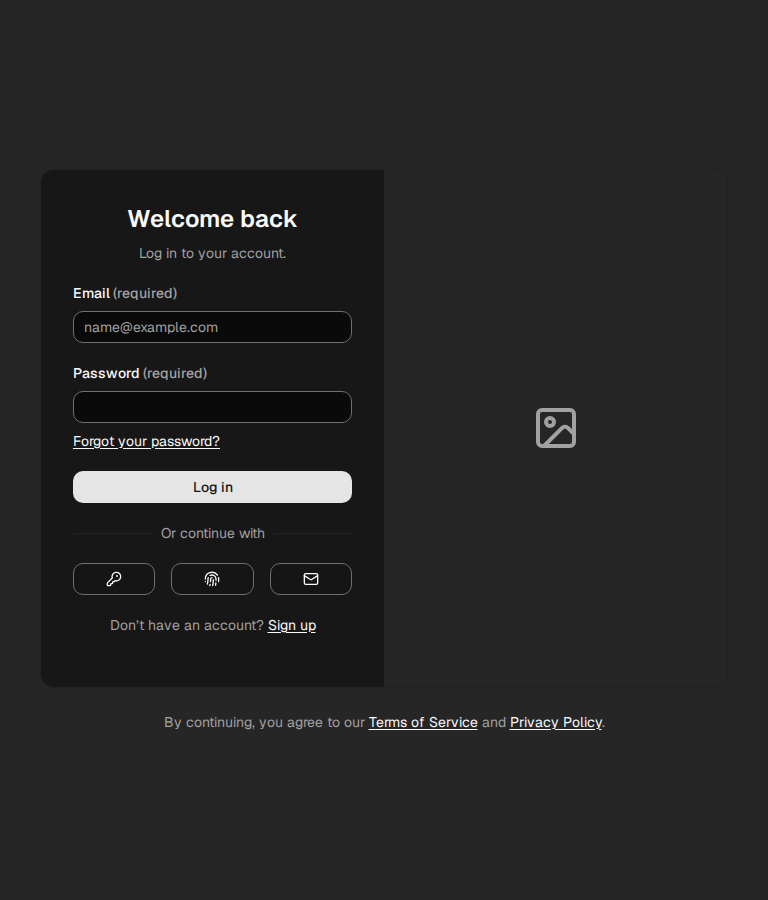 Welcome back
Log in to your account.
Email (required)
name@example.com
Password (required)
Forgot your password?
Log in
Or continue with
Don't have an account? Sign up
By continuing, you agree to our Terms of Service and Privacy Policy.